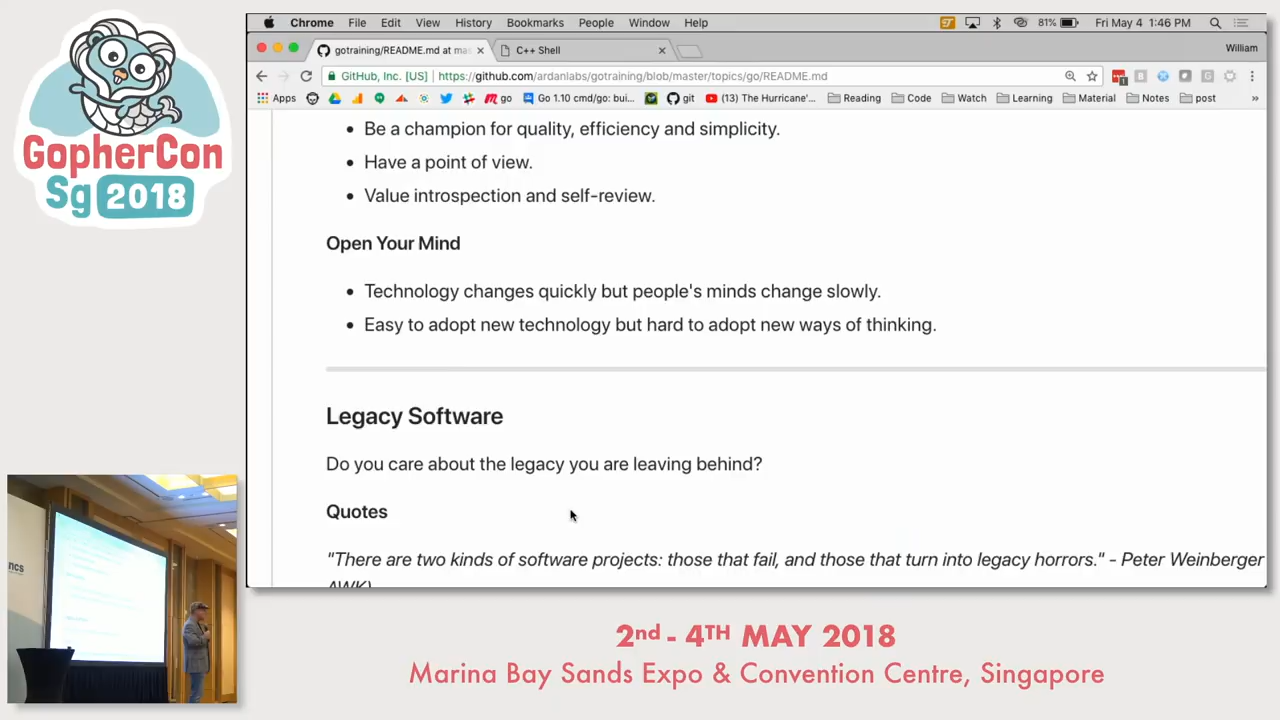 GopherCon
Sg 2018
Chrome File Edit View History Bookmarks People Window Help 81% Fri May 4 1:46 PM
gotraining/README.md at mas C++ Shell William
GitHub, Inc. [US] https://github.com/ardanlabs/gotraining/blob/master/topics/go/README.md
Apps go Go 1.10 cmd/go: bui... git (13) The Hurricane'... Reading Code Watch Learning Material Notes post »
• Be a champion for quality, efficiency and simplicity.
• Have a point of view.
• Value introspection and self-review.
Open Your Mind
• Technology changes quickly but people's minds change slowly.
• Easy to adopt new technology but hard to adopt new ways of thinking.
Legacy Software
Do you care about the legacy you are leaving behind?
Quotes
"There are two kinds of software projects: those that fail, and those that turn into legacy horrors." - Peter Weinberger
AWK)
ncs
2nd - 4TH MAY 2018
Marina Bay Sands Expo & Convention Centre, Singapore